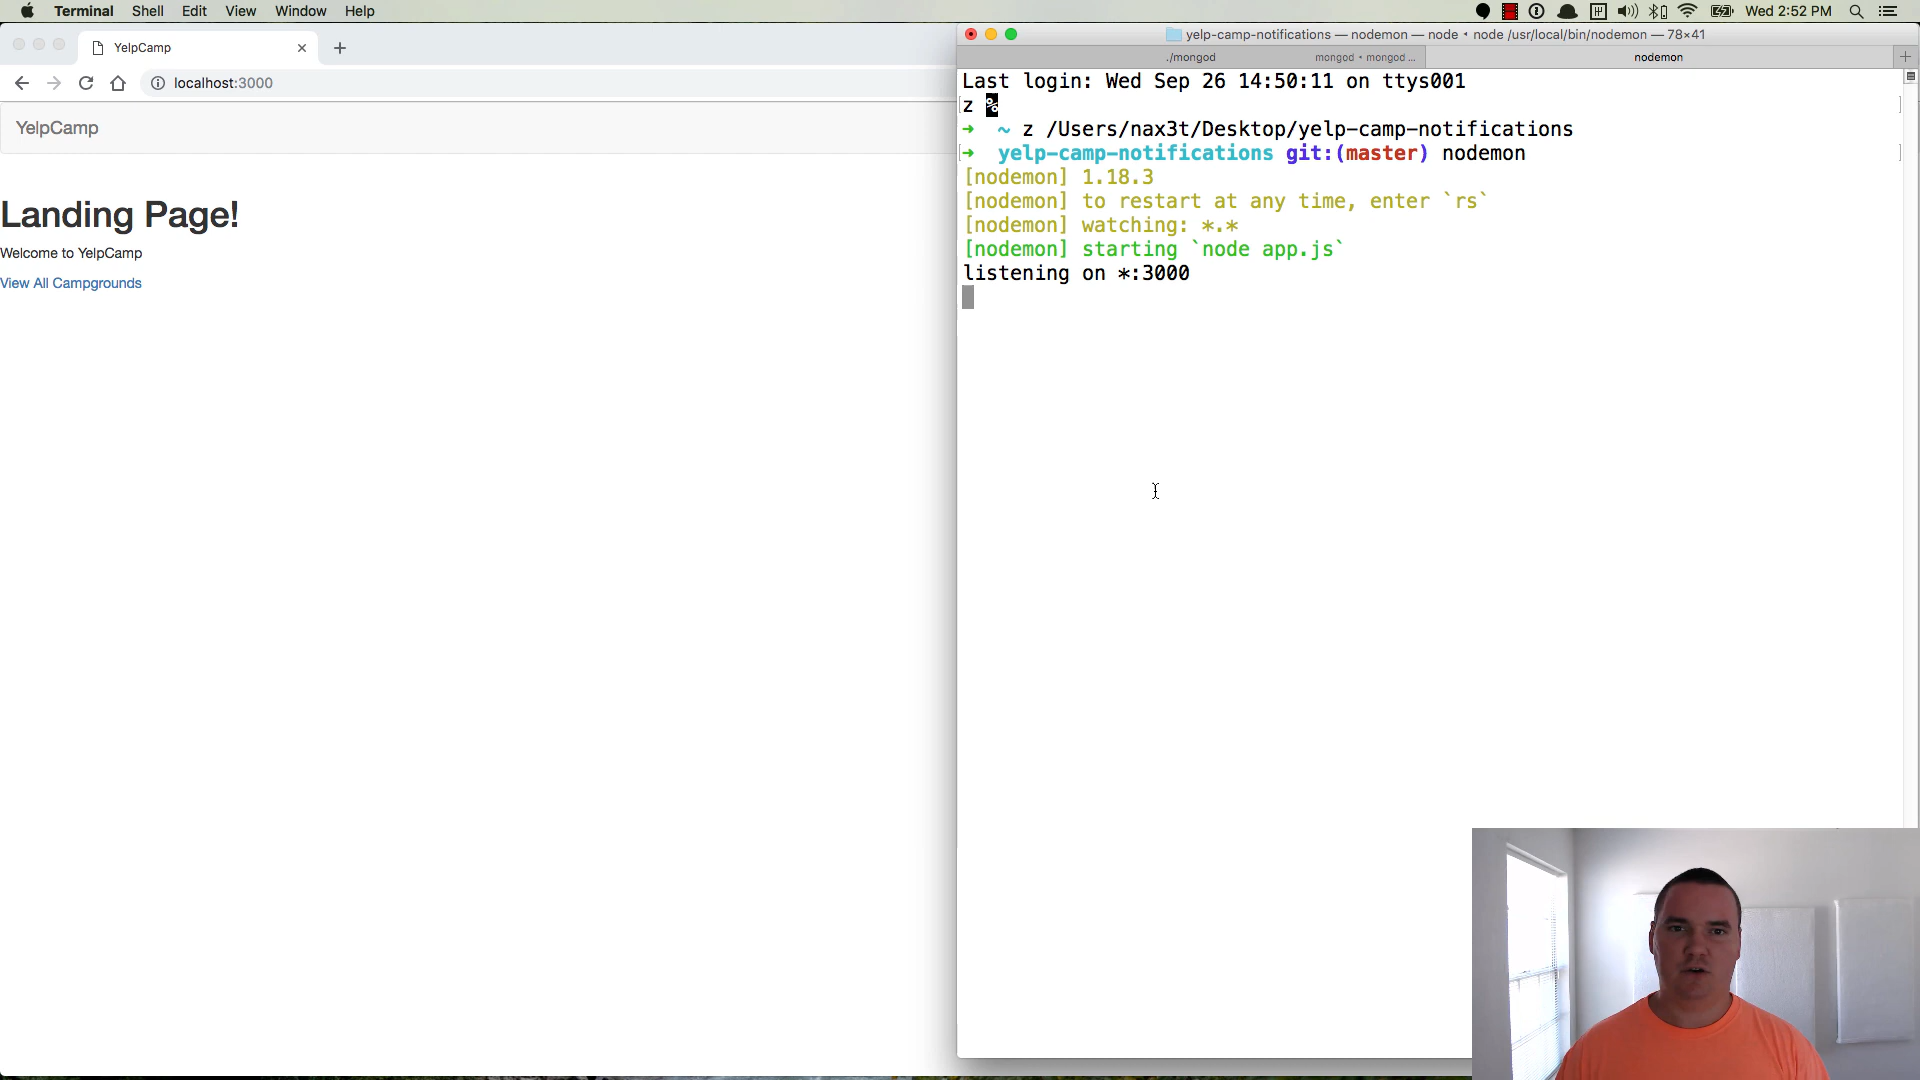 Terminal Shell Edit View Window Help
Wed 2:52 PM
YelpCamp
localhost:3000
YelpCamp
Landing Page!
Welcome to YelpCamp
View All Campgrounds
yelp-camp-notifications — nodemon — node • node /usr/local/bin/nodemon — 78×41
./mongod
mongod • mongod ...
nodemon
Last login: Wed Sep 26 14:50:11 on ttys001
z %
➜ ~ z /Users/nax3t/Desktop/yelp-camp-notifications
➜ yelp-camp-notifications git:(master) nodemon
[nodemon] 1.18.3
[nodemon] to restart at any time, enter `rs`
[nodemon] watching: *.*
[nodemon] starting `node app.js`
listening on *:3000